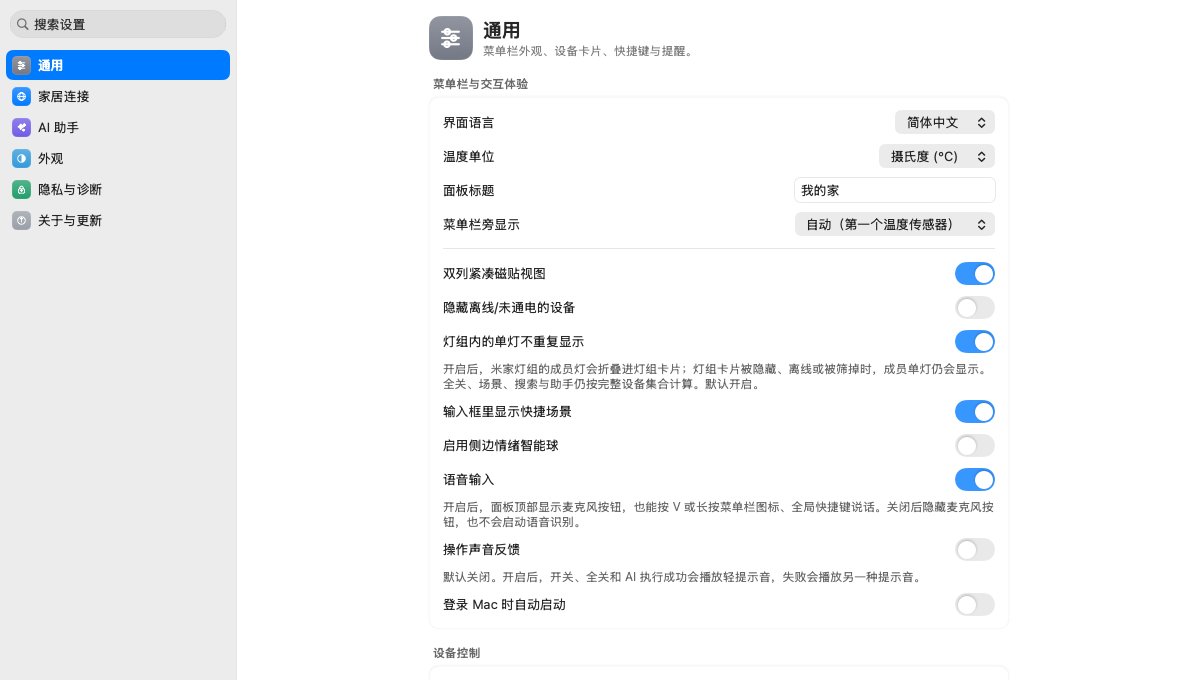 搜索设置
通用
家居连接
AI 助手
外观
隐私与诊断
关于与更新
通用
菜单栏外观、设备卡片、快捷键与提醒。
菜单栏与交互体验
界面语言
简体中文
温度单位
摄氏度 (°C)
面板标题
我的家
菜单栏旁显示
自动（第一个温度传感器）
双列紧凑磁贴视图
隐藏离线/未通电的设备
灯组内的单灯不重复显示
开启后，米家灯组的成员灯会折叠进灯组卡片；灯组卡片被隐藏、离线或被筛掉时，成员单灯仍会显示。
全关、场景、搜索与助手仍按完整设备集合计算。默认开启。
输入框里显示快捷场景
启用侧边情绪智能球
语音输入
开启后，面板顶部显示麦克风按钮，也能按 V 或长按菜单栏图标、全局快捷键说话。关闭后隐藏麦克风按
钮，也不会启动语音识别。
操作声音反馈
默认关闭。开启后，开关、全关和 AI 执行成功会播放轻提示音，失败会播放另一种提示音。
登录 Mac 时自动启动
设备控制